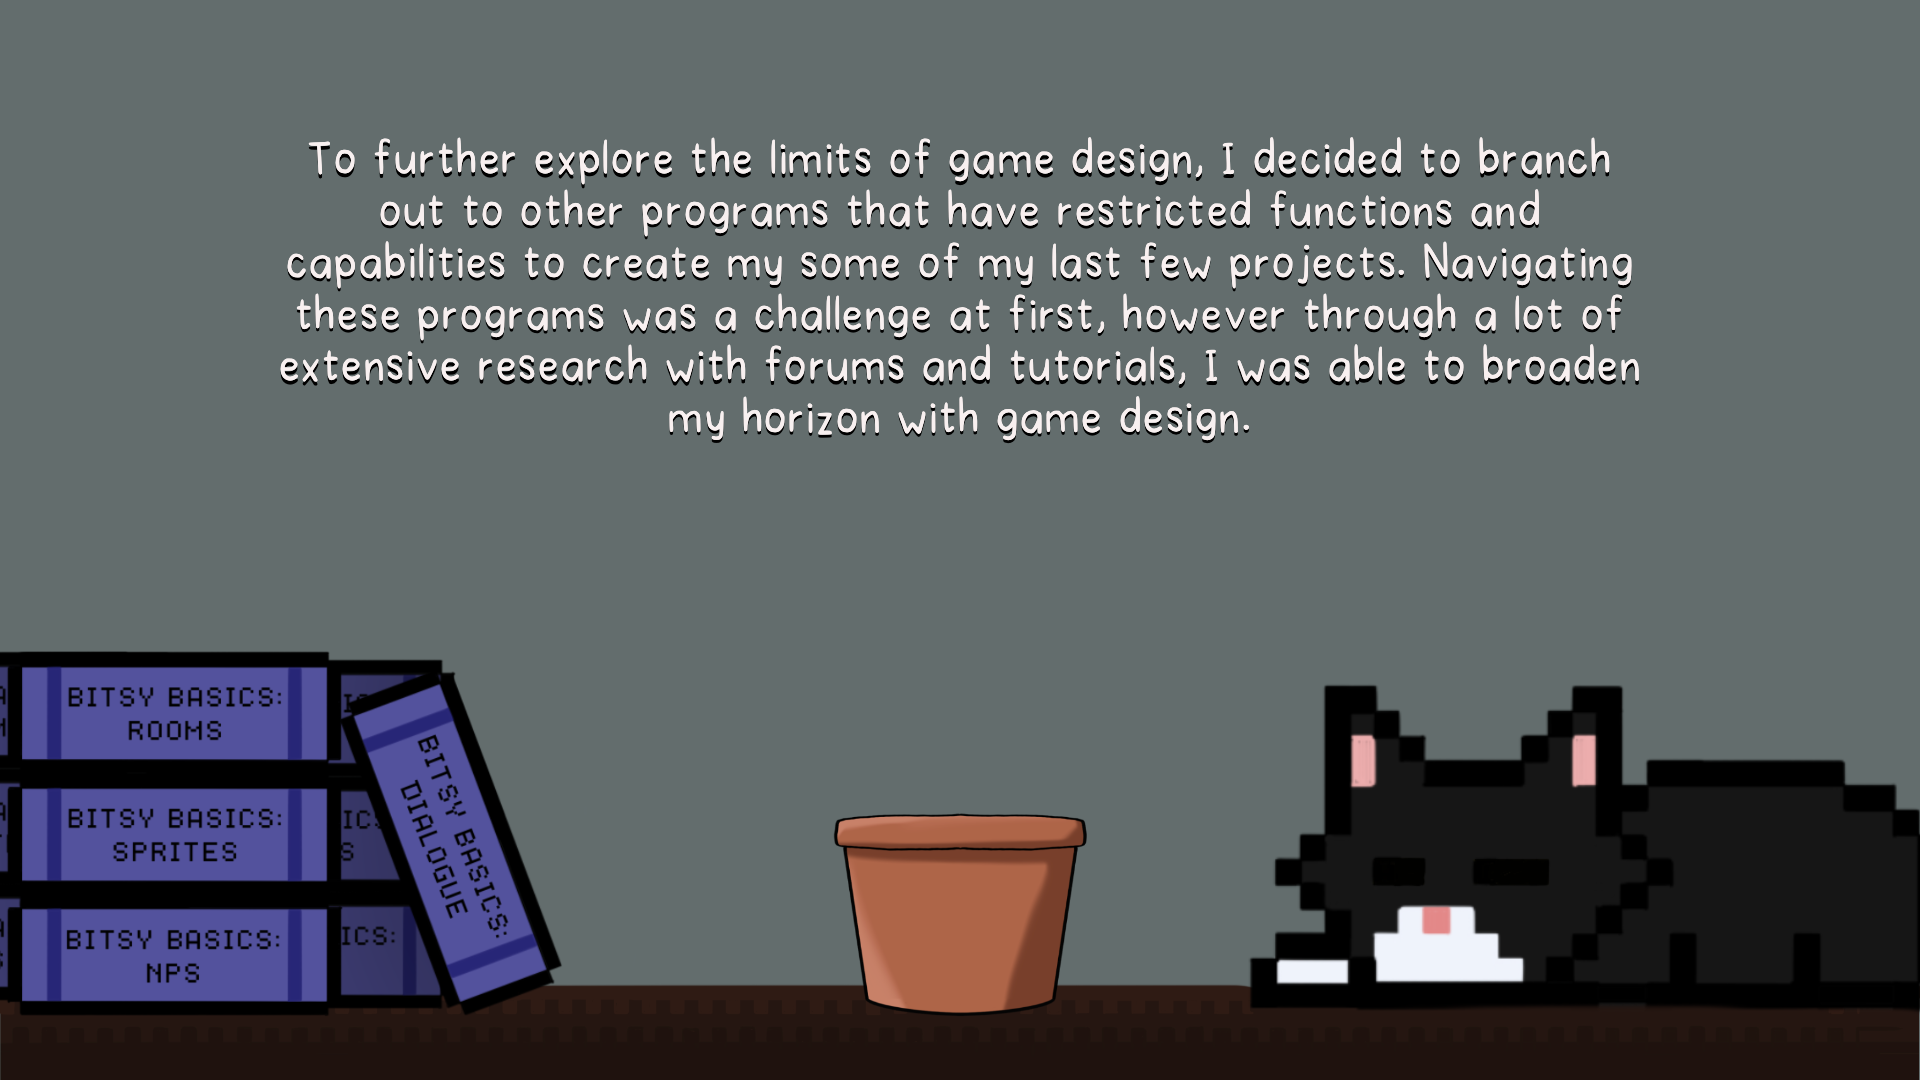 To further explore the limits of game design, I decided to branch
out to other programs that have restricted functions and
capabilities to create my some of my last few projects. Navigating
these programs was a challenge at first, however through a lot of
extensive research with forums and tutorials, I was able to broaden
my horizon with game design.
BITSY BASICS:
ROOMS
BITSY BASICS:
SPRITES
BITSY BASICS:
NPS
BITSY BASICS:
DIALOGUE
ICS: